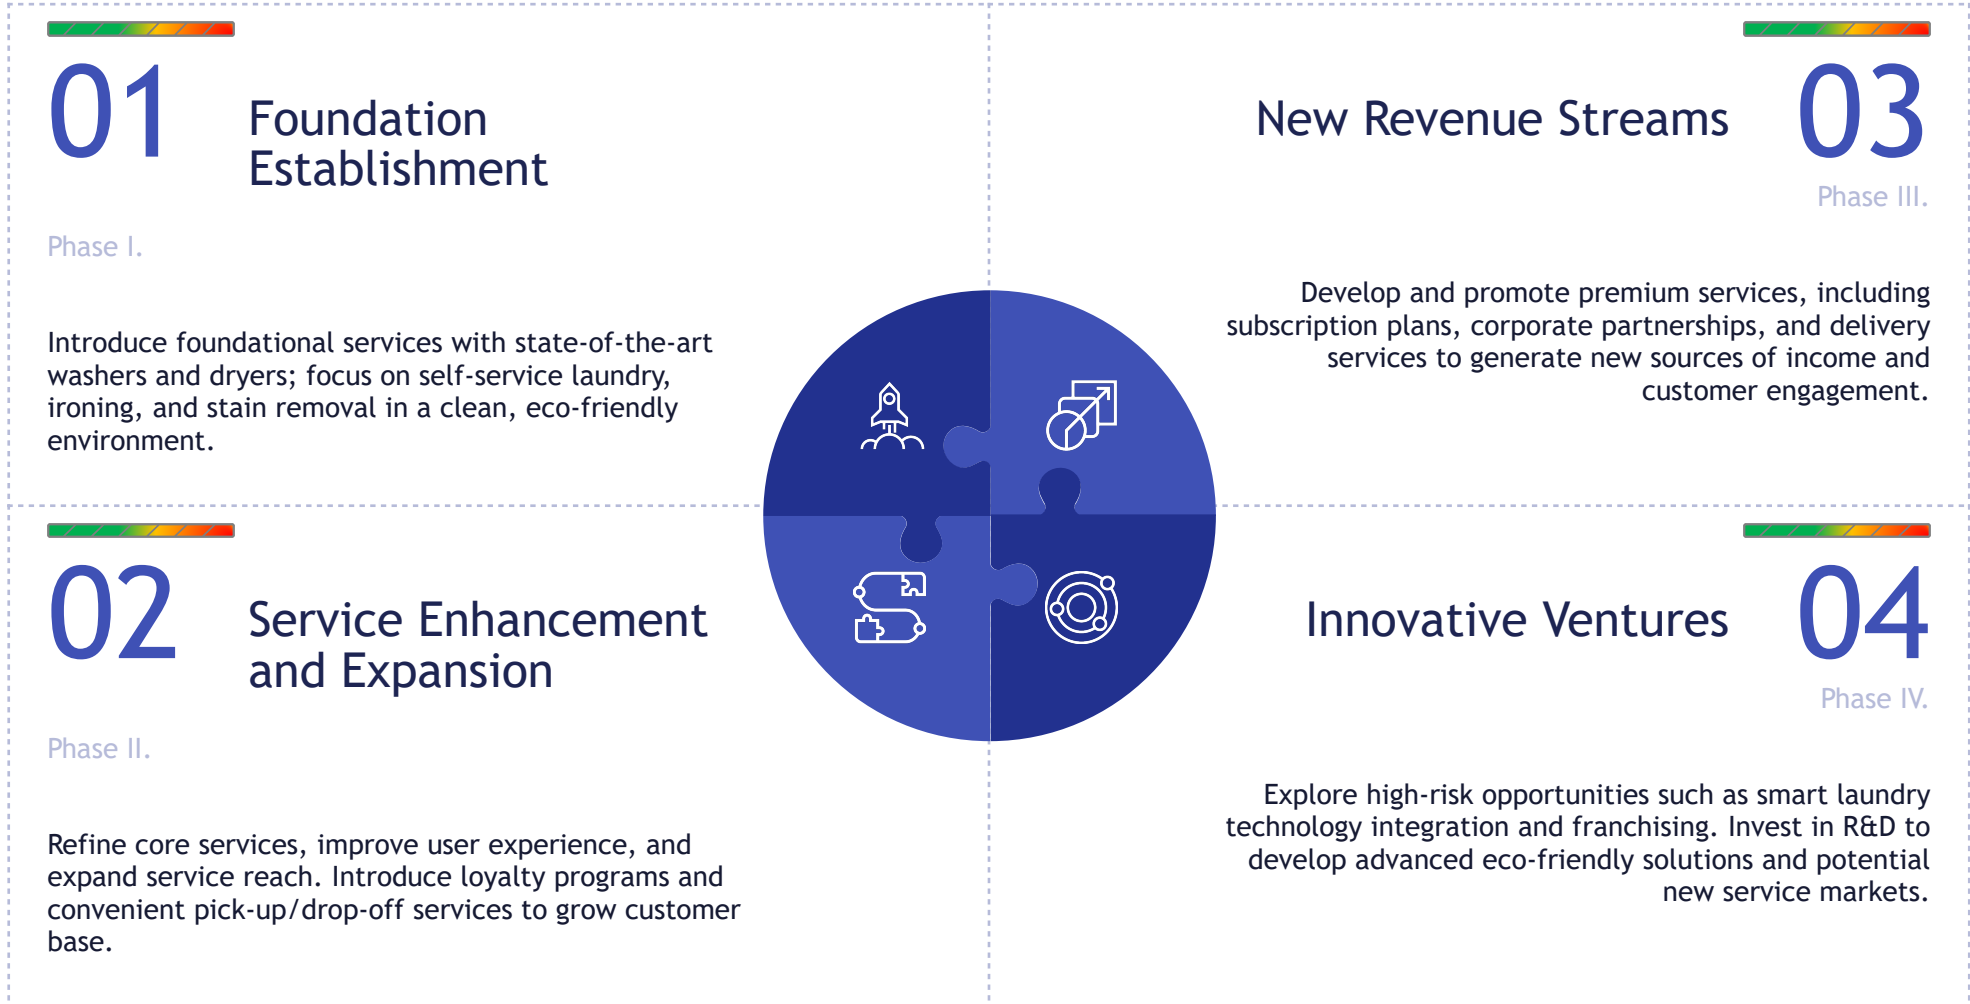 01
Foundation
Establishment
Phase I.
Introduce foundational services with state-of-the-art
washers and dryers; focus on self-service laundry,
ironing, and stain removal in a clean, eco-friendly
environment.
02
Service Enhancement
and Expansion
Phase II.
Refine core services, improve user experience, and
expand service reach. Introduce loyalty programs and
convenient pick-up/drop-off services to grow customer
base.
New Revenue Streams
03
Phase III.
Develop and promote premium services, including
subscription plans, corporate partnerships, and delivery
services to generate new sources of income and
customer engagement.
Innovative Ventures
04
Phase IV.
Explore high-risk opportunities such as smart laundry
technology integration and franchising. Invest in R&D to
develop advanced eco-friendly solutions and potential
new service markets.